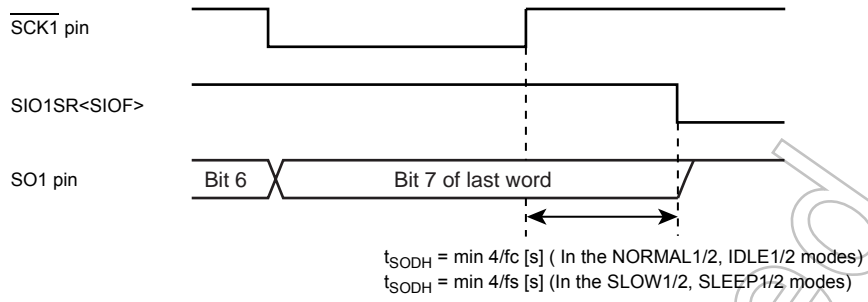 SCK1 pin
SIO1SR<SIOF>
SO1 pin
Bit 6
Bit 7 of last word
tSODH = min 4/fc [s] ( In the NORMAL1/2, IDLE1/2 modes)
tSODH = min 4/fs [s] (In the SLOW1/2, SLEEP1/2 modes)